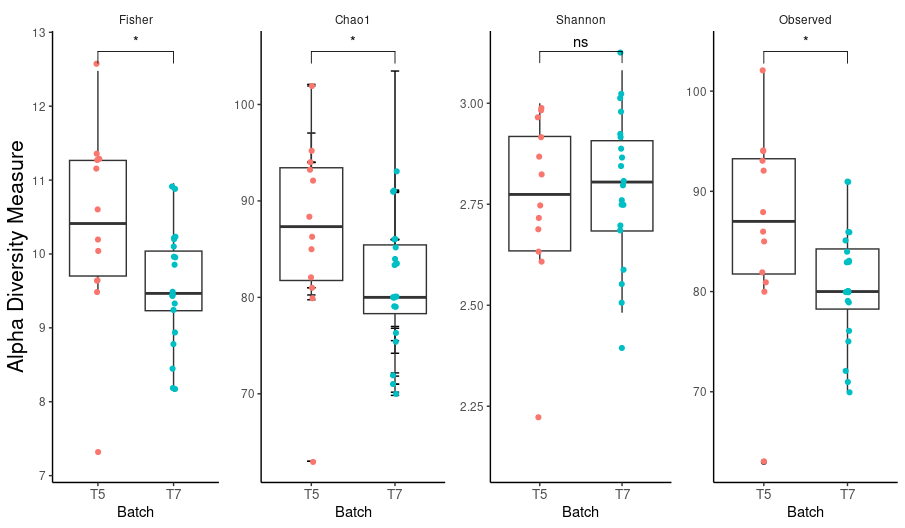 Fisher
Chao1
Shannon
Observed
*
*
ns
*
Alpha Diversity Measure
13
12
11
10
9
8
7
100
90
80
70
3.00
2.75
2.50
2.25
100
90
80
70
T5 T7
T5 T7
T5 T7
T5 T7
Batch
Batch
Batch
Batch